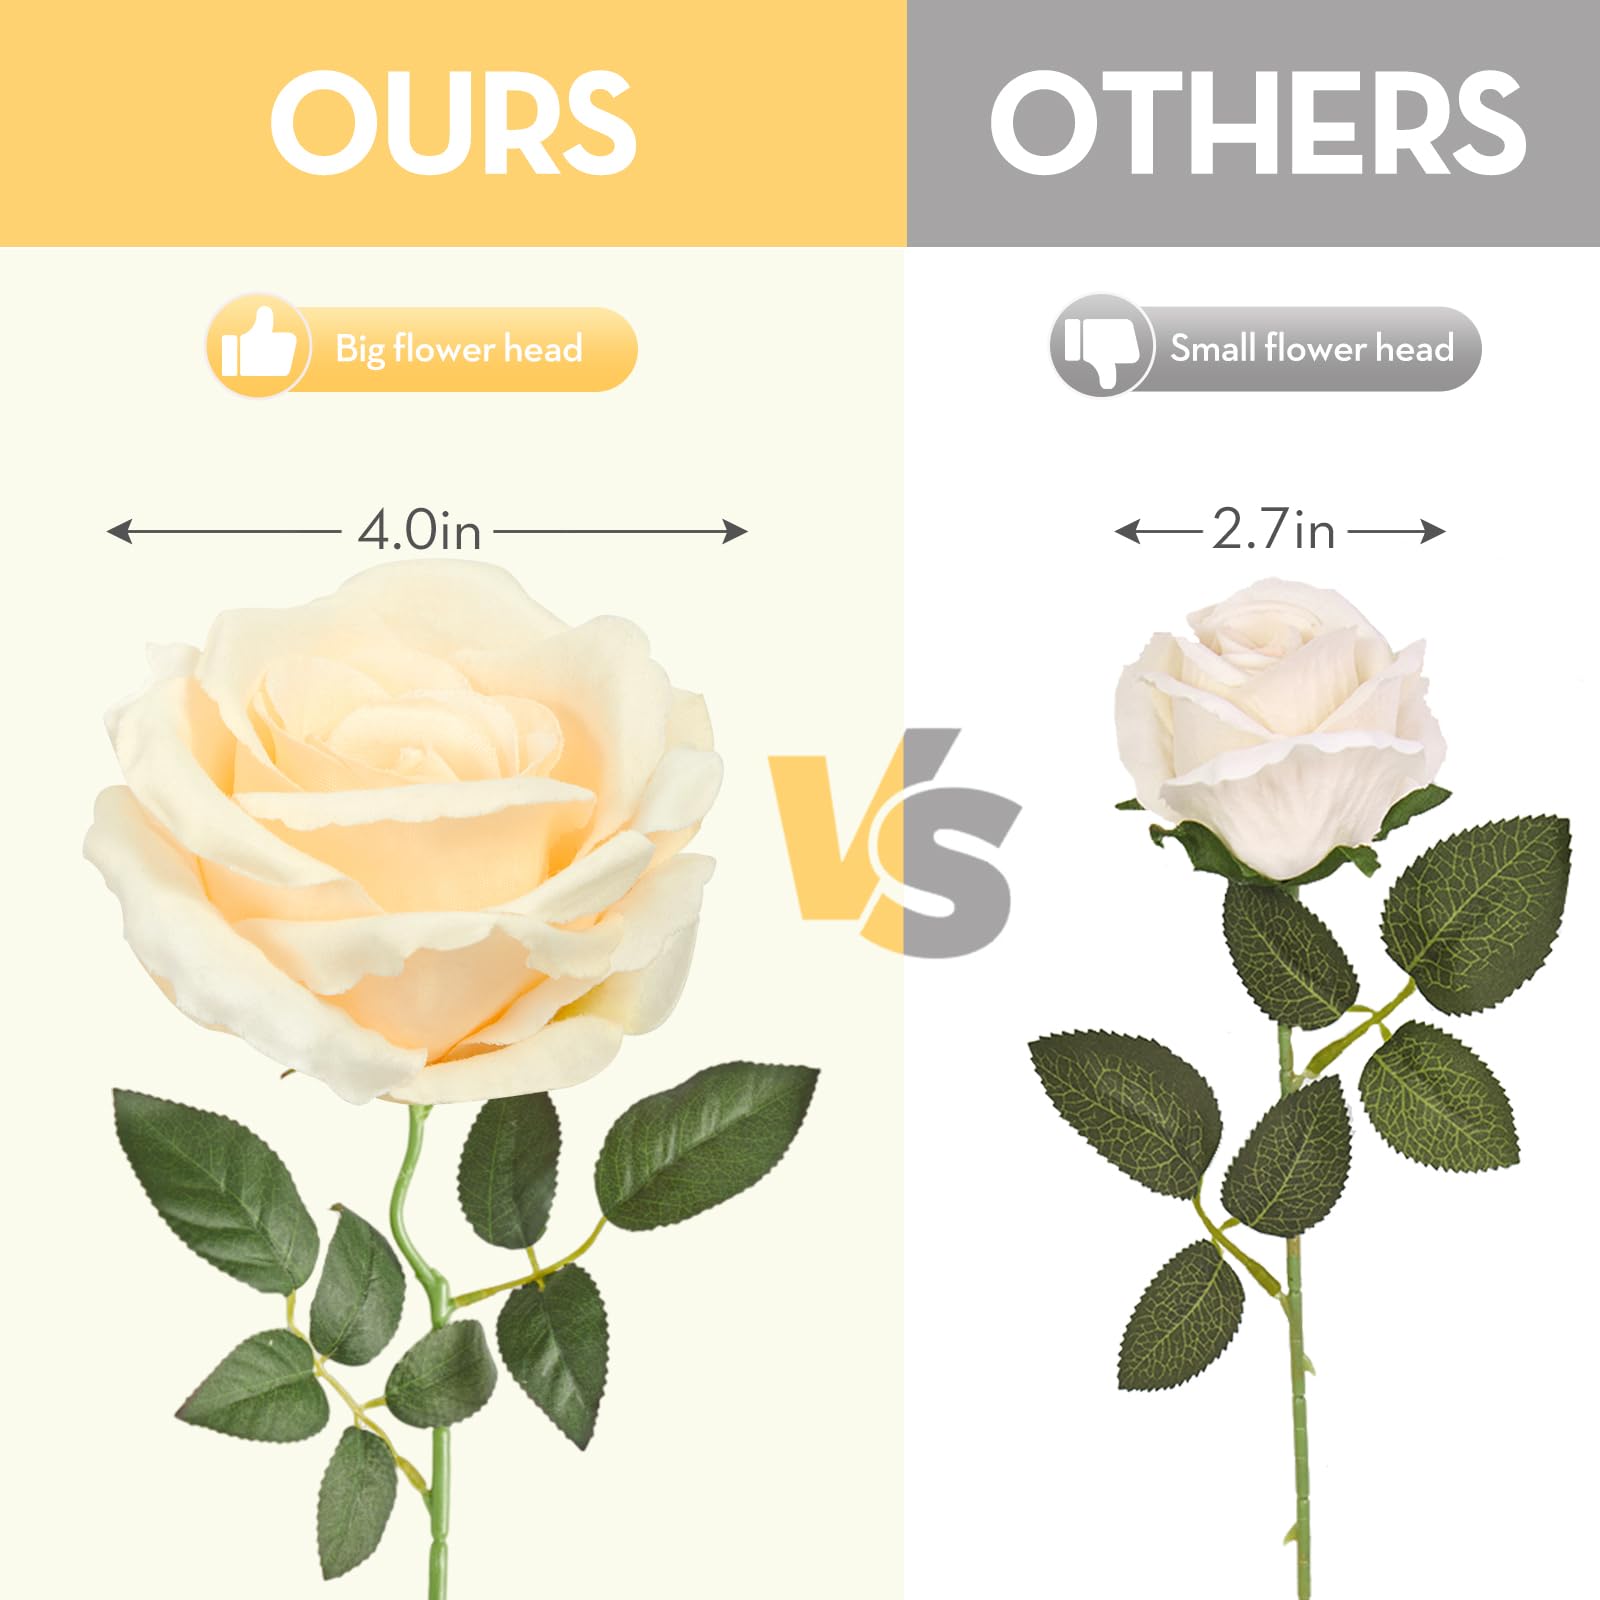 OURS
OTHERS
Big flower head
Small flower head
4.0in
2.7in
VS